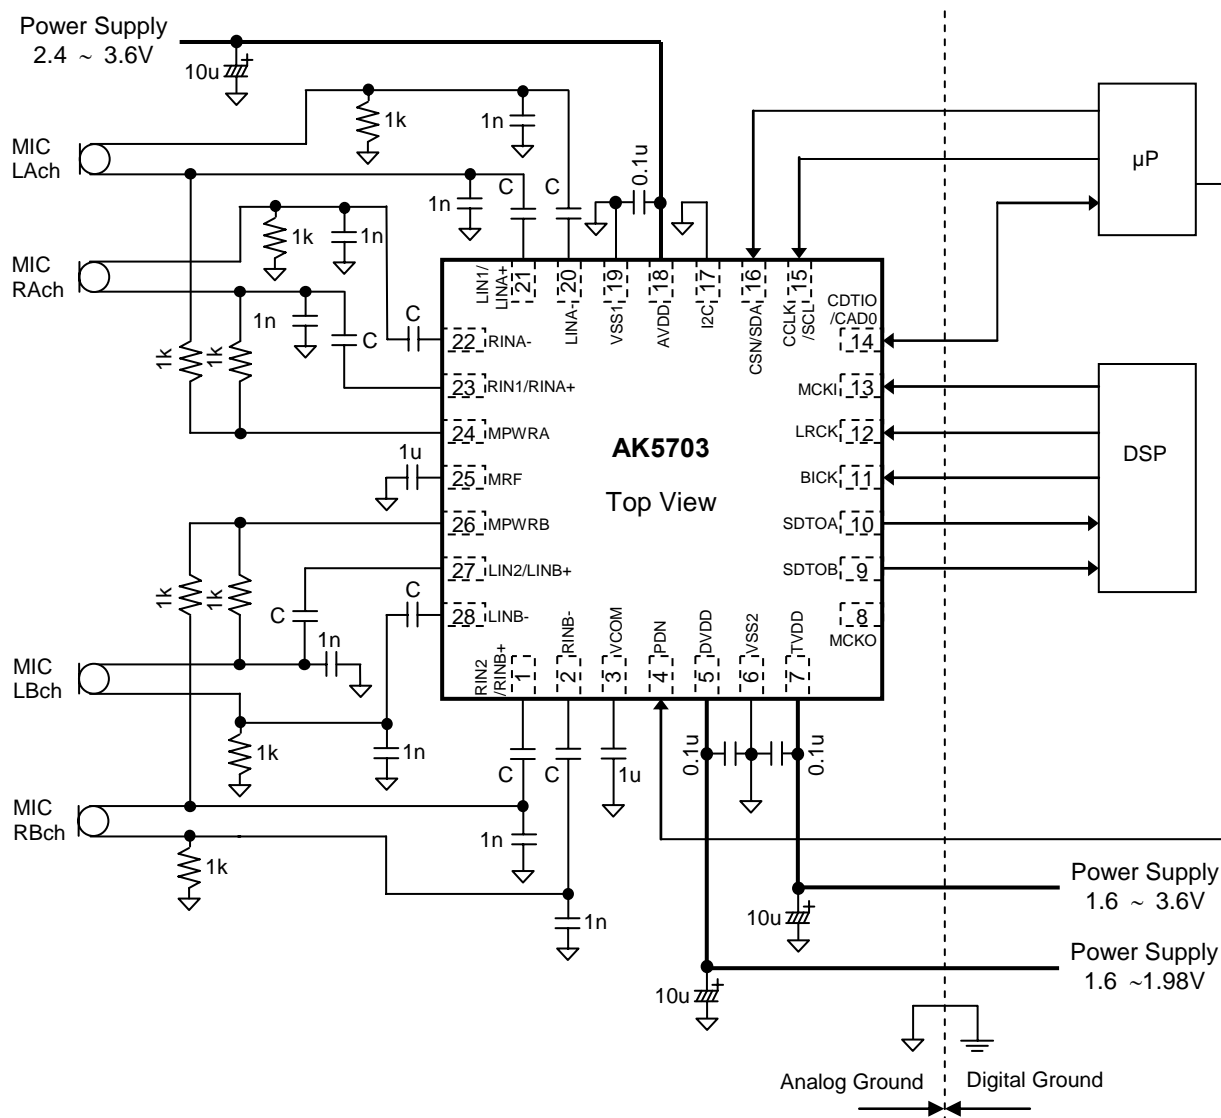 Power Supply
2.4 ~ 3.6V
10u
+
1k
1n
MIC
LAch
µP
0.1u
C
C
1n
1k
1n
MIC
RAch
1n
C
C
1k
1k
LIN1/
LINA+
21
LINA-
20
VSS1
19
AVDD
18
I2C
17
CSN/SDA
16
CCLK
/SCL
15
CDTIO
/CAD0
14
22
RINA-
23
RIN1/RINA+
MCKI
13
24
MPWRA
LRCK
12
AK5703
DSP
1u
25
MRF
BICK
11
Top View
26
MPWRB
SDTOA
10
27
LIN2/LINB+
SDTOB
9
1k
1k
C
C
28
LINB-
8
MCKO
1n
MIC
LBch
RIN2
/RINB+
1
RINB-
2
VCOM
3
PDN
4
DVDD
5
VSS2
6
TVDD
7
1k
1n
C
C
1u
0.1u
0.1u
MIC
RBch
1n
1k
Power Supply
1.6 ~ 3.6V
10u
+
1n
Power Supply
1.6 ~1.98V
10u
+
Analog Ground
Digital Ground